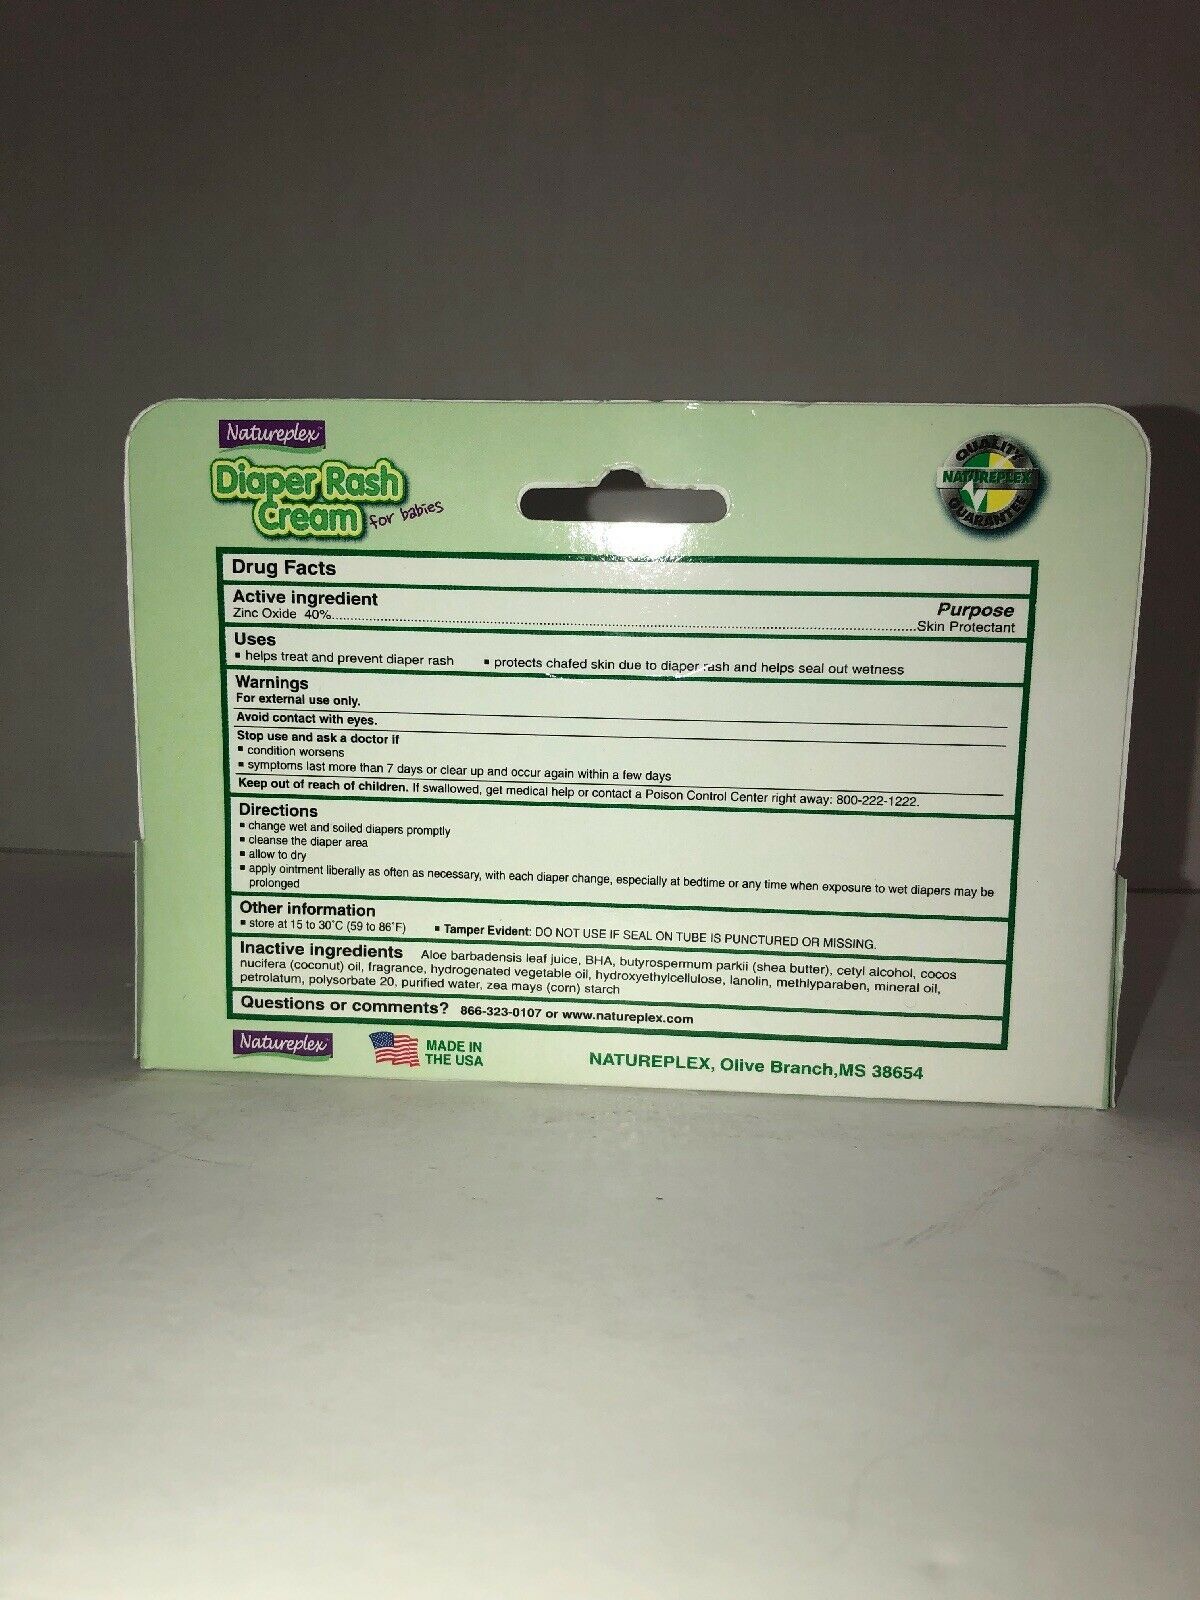 Natureplex
Diaper Rash
Cream for babies
QUALITY
NATUREPLEX
GUARANTEE
Drug Facts
Active ingredient
Purpose
Zinc Oxide 40%..........Skin Protectant
Uses
▪ helps treat and prevent diaper rash ▪ protects chafed skin due to diaper rash and helps seal out wetness
Warnings
For external use only.
Avoid contact with eyes.
Stop use and ask a doctor if
▪ condition worsens
▪ symptoms last more than 7 days or clear up and occur again within a few days
Keep out of reach of children. If swallowed, get medical help or contact a Poison Control Center right away: 800-222-1222.
Directions
▪ change wet and soiled diapers promptly
▪ cleanse the diaper area
▪ allow to dry
▪ apply ointment liberally as often as necessary, with each diaper change, especially at bedtime or any time when exposure to wet diapers may be
prolonged
Other information
▪ store at 15 to 30°C (59 to 86°F) ▪ Tamper Evident: DO NOT USE IF SEAL ON TUBE IS PUNCTURED OR MISSING.
Inactive ingredients Aloe barbadensis leaf juice, BHA, butyrospermum parkii (shea butter), cetyl alcohol, cocos
nucifera (coconut) oil, fragrance, hydrogenated vegetable oil, hydroxyethylcellulose, lanolin, methlyparaben, mineral oil,
petrolatum, polysorbate 20, purified water, zea mays (corn) starch
Questions or comments? 866-323-0107 or www.natureplex.com
Natureplex
MADE IN
THE USA
NATUREPLEX, Olive Branch,MS 38654